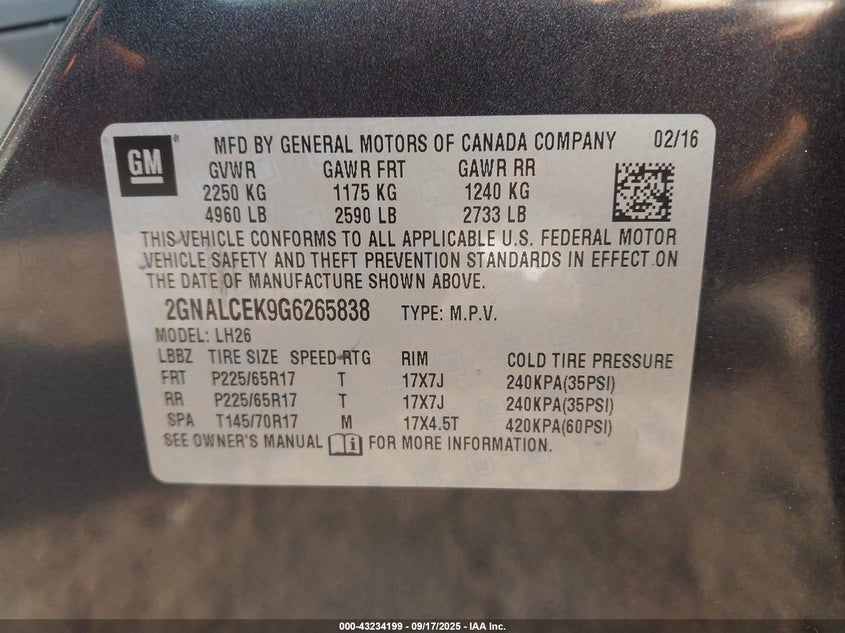 GM ® MFD BY GENERAL MOTORS OF CANADA COMPANY 02/16
GVWR GAWR FRT GAWR RR
2250 KG 1175 KG 1240 KG
4960 LB 2590 LB 2733 LB
THIS VEHICLE CONFORMS TO ALL APPLICABLE U.S. FEDERAL MOTOR
VEHICLE SAFETY AND THEFT PREVENTION STANDARDS IN EFFECT ON
THE DATE OF MANUFACTURE SHOWN ABOVE.
2GNALCEK9G6265838 TYPE: M.P.V.
MODEL: LH26
LBBZ TIRE SIZE SPEED RTG RIM COLD TIRE PRESSURE
FRT P225/65R17 T 17X7J 240KPA(35PSI)
RR P225/65R17 T 17X7J 240KPA(35PSI)
SPA T145/70R17 M 17X4.5T 420KPA(60PSI)
SEE OWNER'S MANUAL FOR MORE INFORMATION.
000-43234199 - 09/17/2025 - IAA Inc.